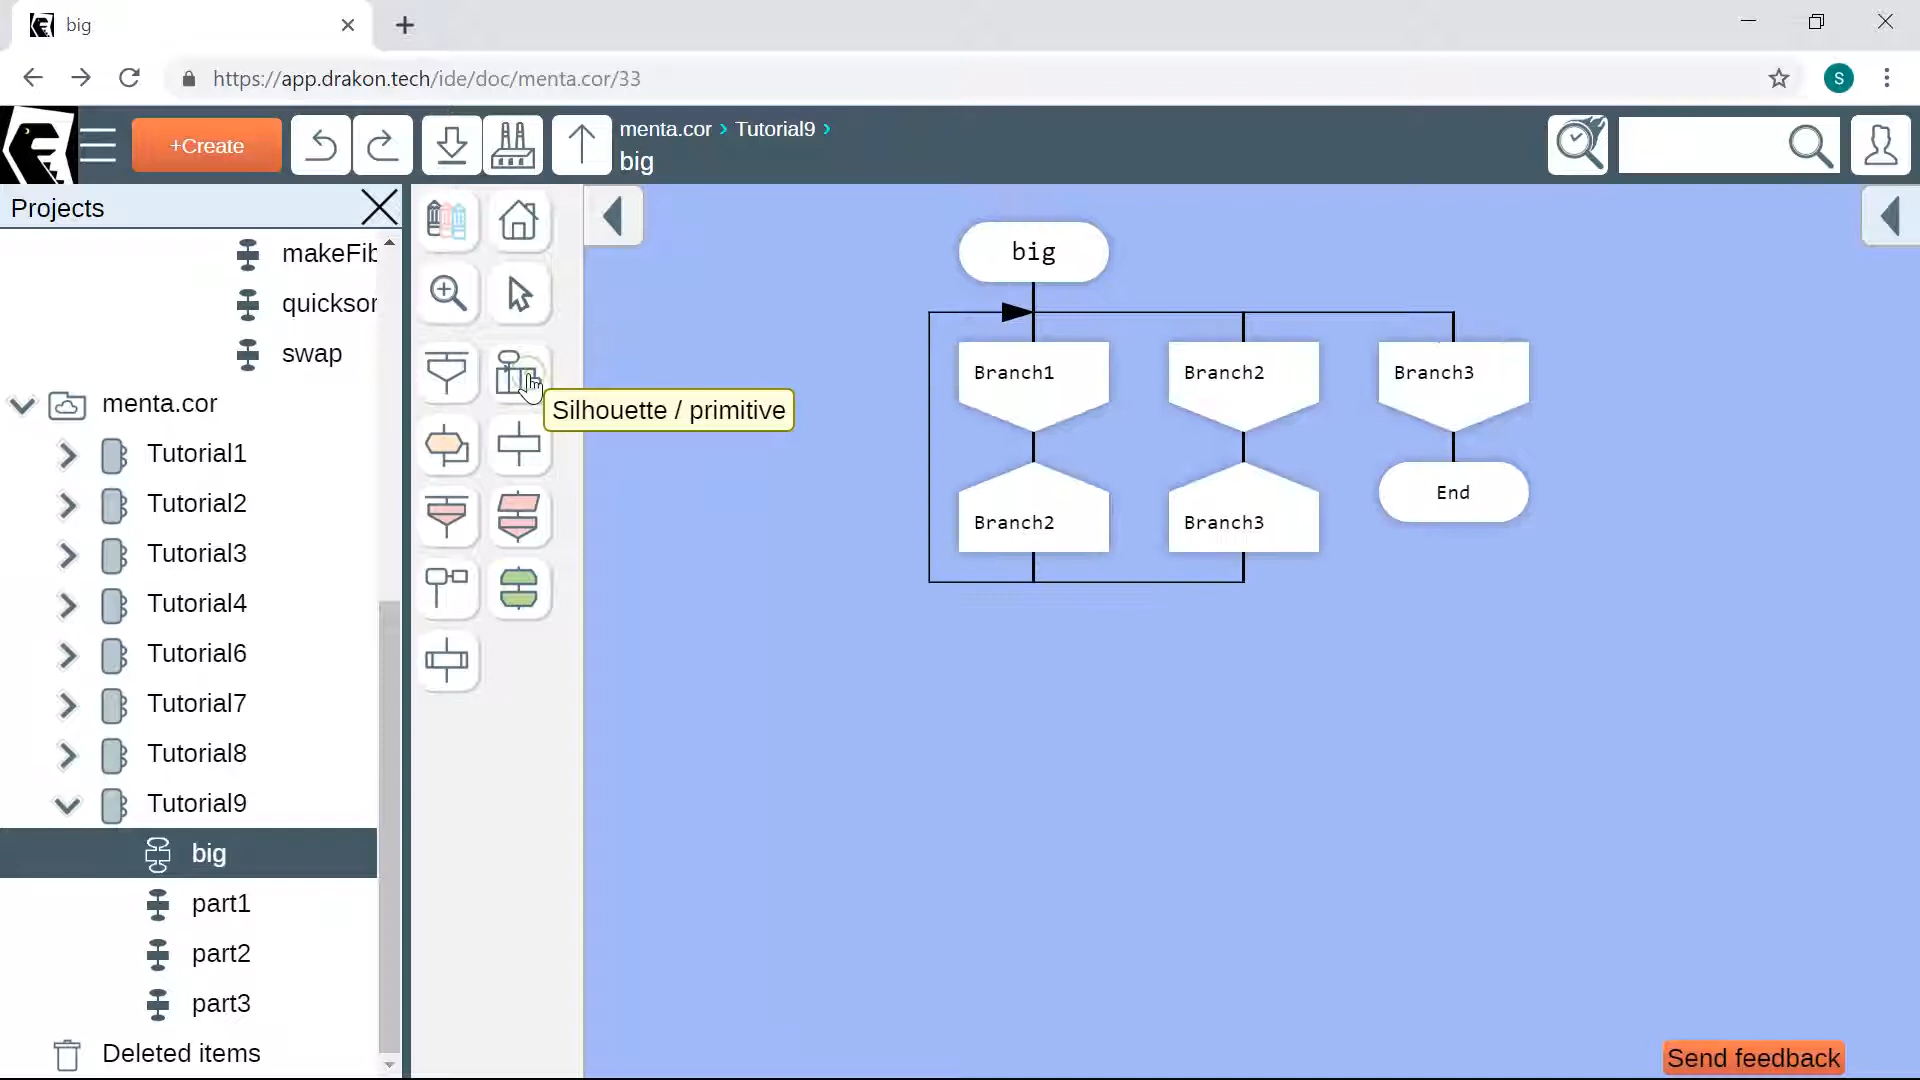 big
https://app.drakon.tech/ide/doc/menta.cor/33
S
+Create
menta.cor › Tutorial9 ›
big
Projects
makeFib
quicksor
swap
menta.cor
Tutorial1
Tutorial2
Tutorial3
Tutorial4
Tutorial6
Tutorial7
Tutorial8
Tutorial9
big
part1
part2
part3
Deleted items
Silhouette / primitive
big
Branch1 Branch2 Branch3
Branch2 Branch3 End
Send feedback